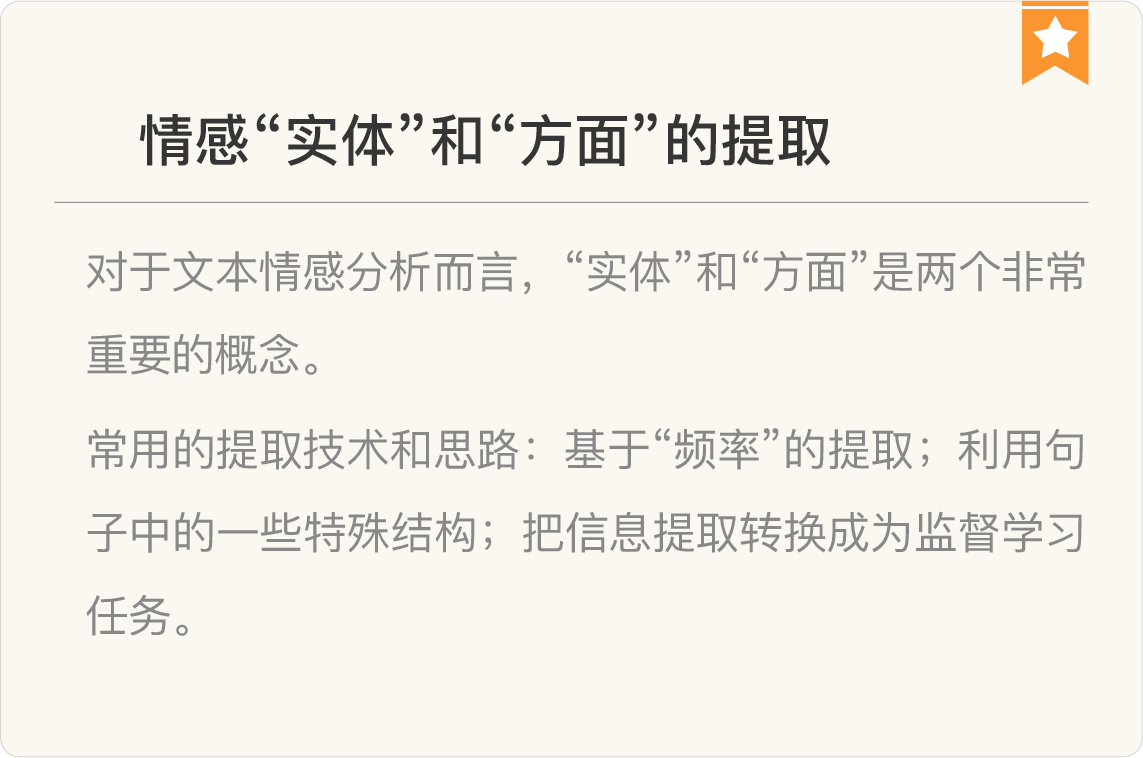 情感“实体”和“方面”的提取
对于文本情感分析而言，“实体”和“方面”是两个非常
重要的概念。
常用的提取技术和思路：基于“频率”的提取；利用句
子中的一些特殊结构；把信息提取转换成为监督学习
任务。